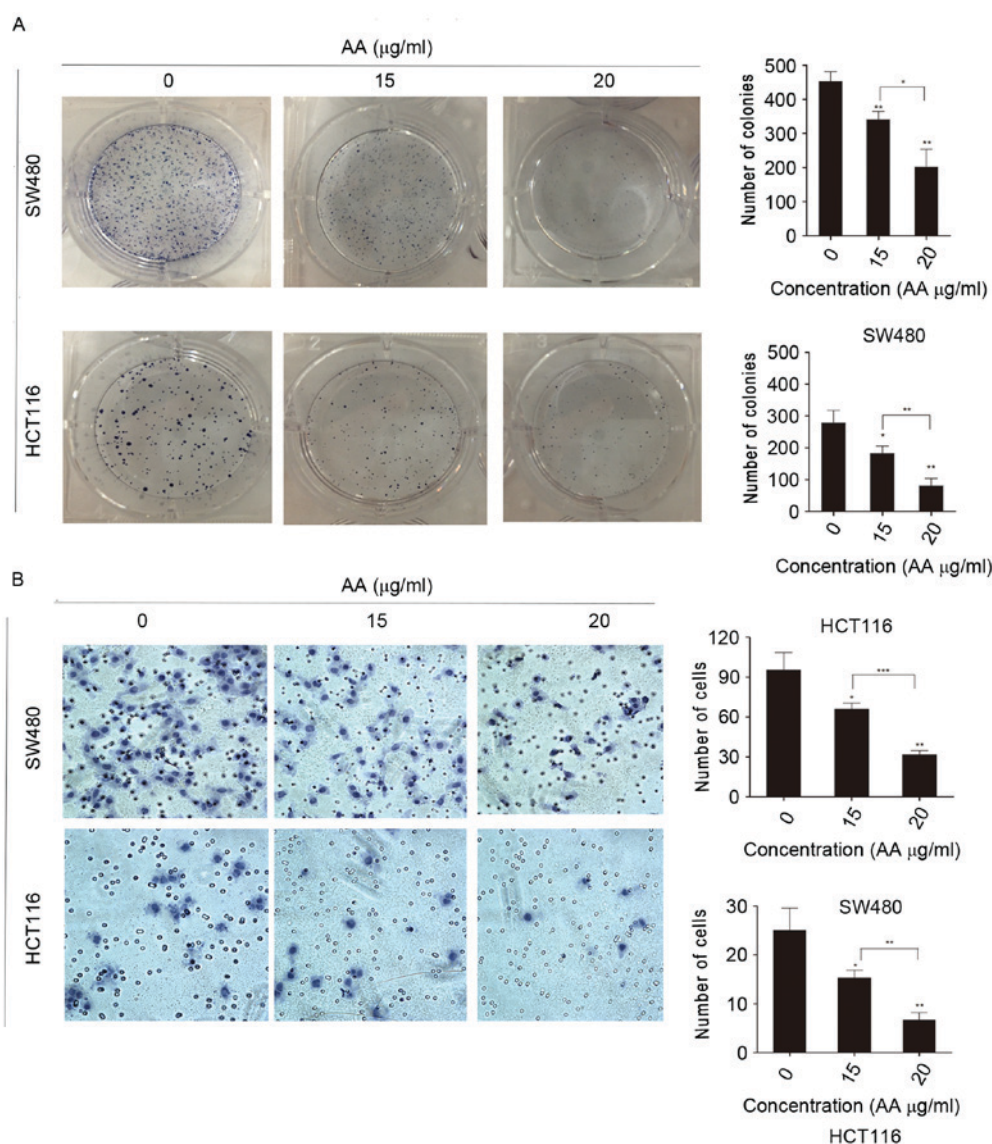 A
AA (μg/ml)
0 15 20
SW480
HCT116
Number of colonies
500
400
300
200
100
0
**
*
**
0 15 20
Concentration (AA μg/ml)
SW480
Number of colonies
400
300
200
100
0
*
**
**
0 15 20
Concentration (AA μg/ml)
HCT116
B
AA (μg/ml)
0 15 20
SW480
HCT116
Number of cells
120
90
60
30
0
*
***
**
0 15 20
Concentration (AA μg/ml)
SW480
Number of cells
30
20
10
0
*
**
**
0 15 20
Concentration (AA μg/ml)
HCT116